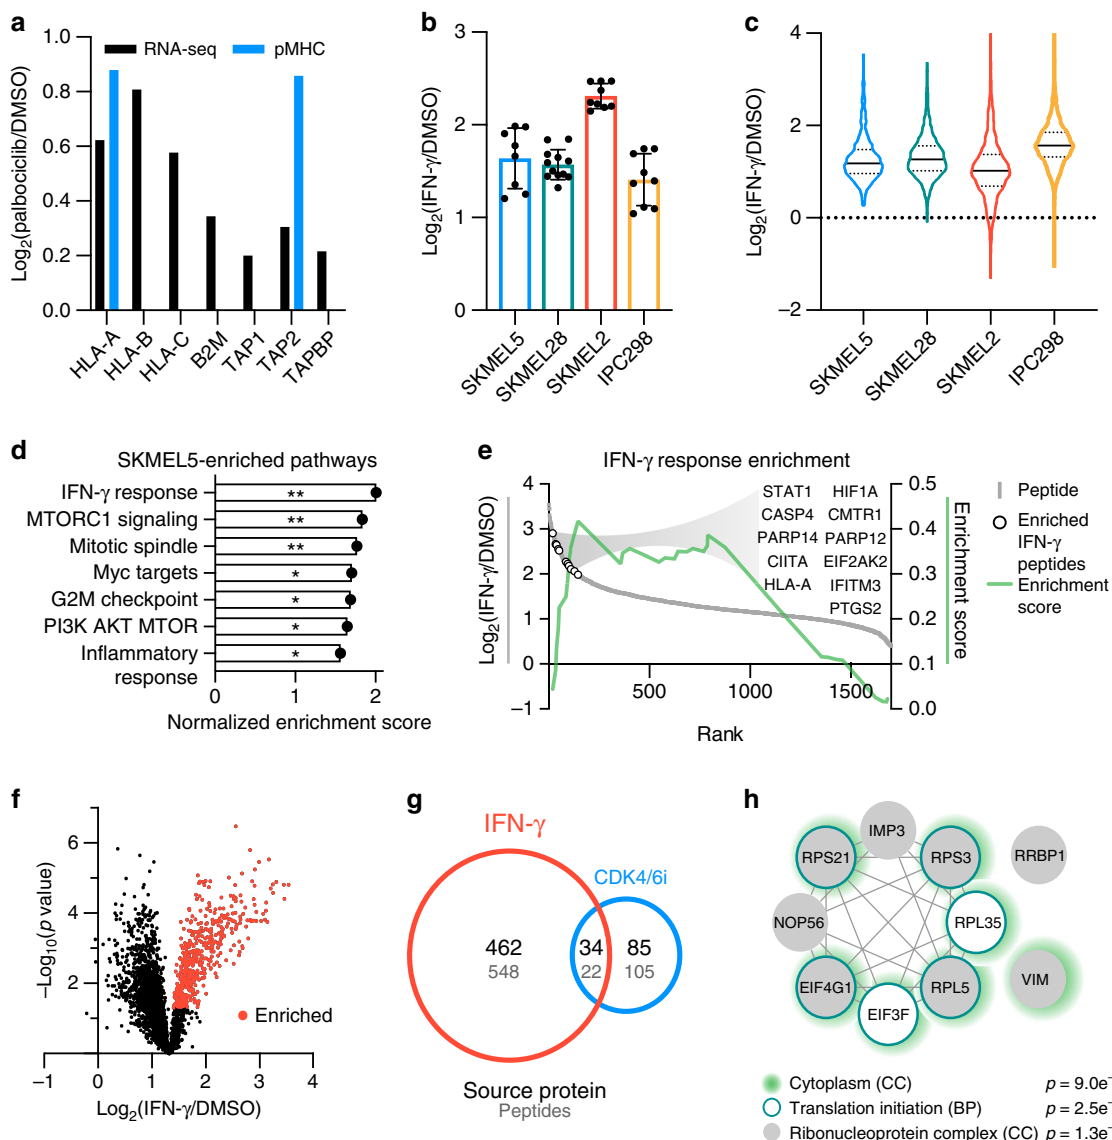 a
Log2(palbociclib/DMSO)
1.0
0.8
0.6
0.4
0.2
0.0
RNA-seq
pMHC
HLA-A
HLA-B
HLA-C
B2M
TAP1
TAP2
TAPBP
b
Log2(IFN-γ/DMSO)
3
2
1
0
SKMEL5
SKMEL28
SKMEL2
IPC298
c
Log2(IFN-γ/DMSO)
4
2
0
−2
SKMEL5
SKMEL28
SKMEL2
IPC298
d
SKMEL5-enriched pathways
IFN-γ response
**
MTORC1 signaling
**
Mitotic spindle
**
Myc targets
*
G2M checkpoint
*
PI3K AKT MTOR
*
Inflammatory
response
*
0
1
2
Normalized enrichment score
e
IFN-γ response enrichment
Log2(IFN-γ/DMSO)
4
3
2
1
0
−1
500
1000
1500
Rank
STAT1 HIF1A
CASP4 CMTR1
PARP14 PARP12
CIITA EIF2AK2
HLA-A IFITM3
PTGS2
0.5
0.4
0.3
0.2
0.1
0.0
Enrichment score
Peptide
Enriched
IFN-γ
peptides
Enrichment
score
f
−Log10(p value)
6
4
2
0
−1
0
1
2
3
4
Log2(IFN-γ/DMSO)
Enriched
g
IFN-γ
CDK4/6i
462
548
34
22
85
105
Source protein
Peptides
h
IMP3
RPS21
RPS3
RRBP1
NOP56
RPL35
EIF4G1
RPL5
VIM
EIF3F
Cytoplasm (CC) p = 9.0e−
Translation initiation (BP) p = 2.5e−
Ribonucleoprotein complex (CC) p = 1.3e−